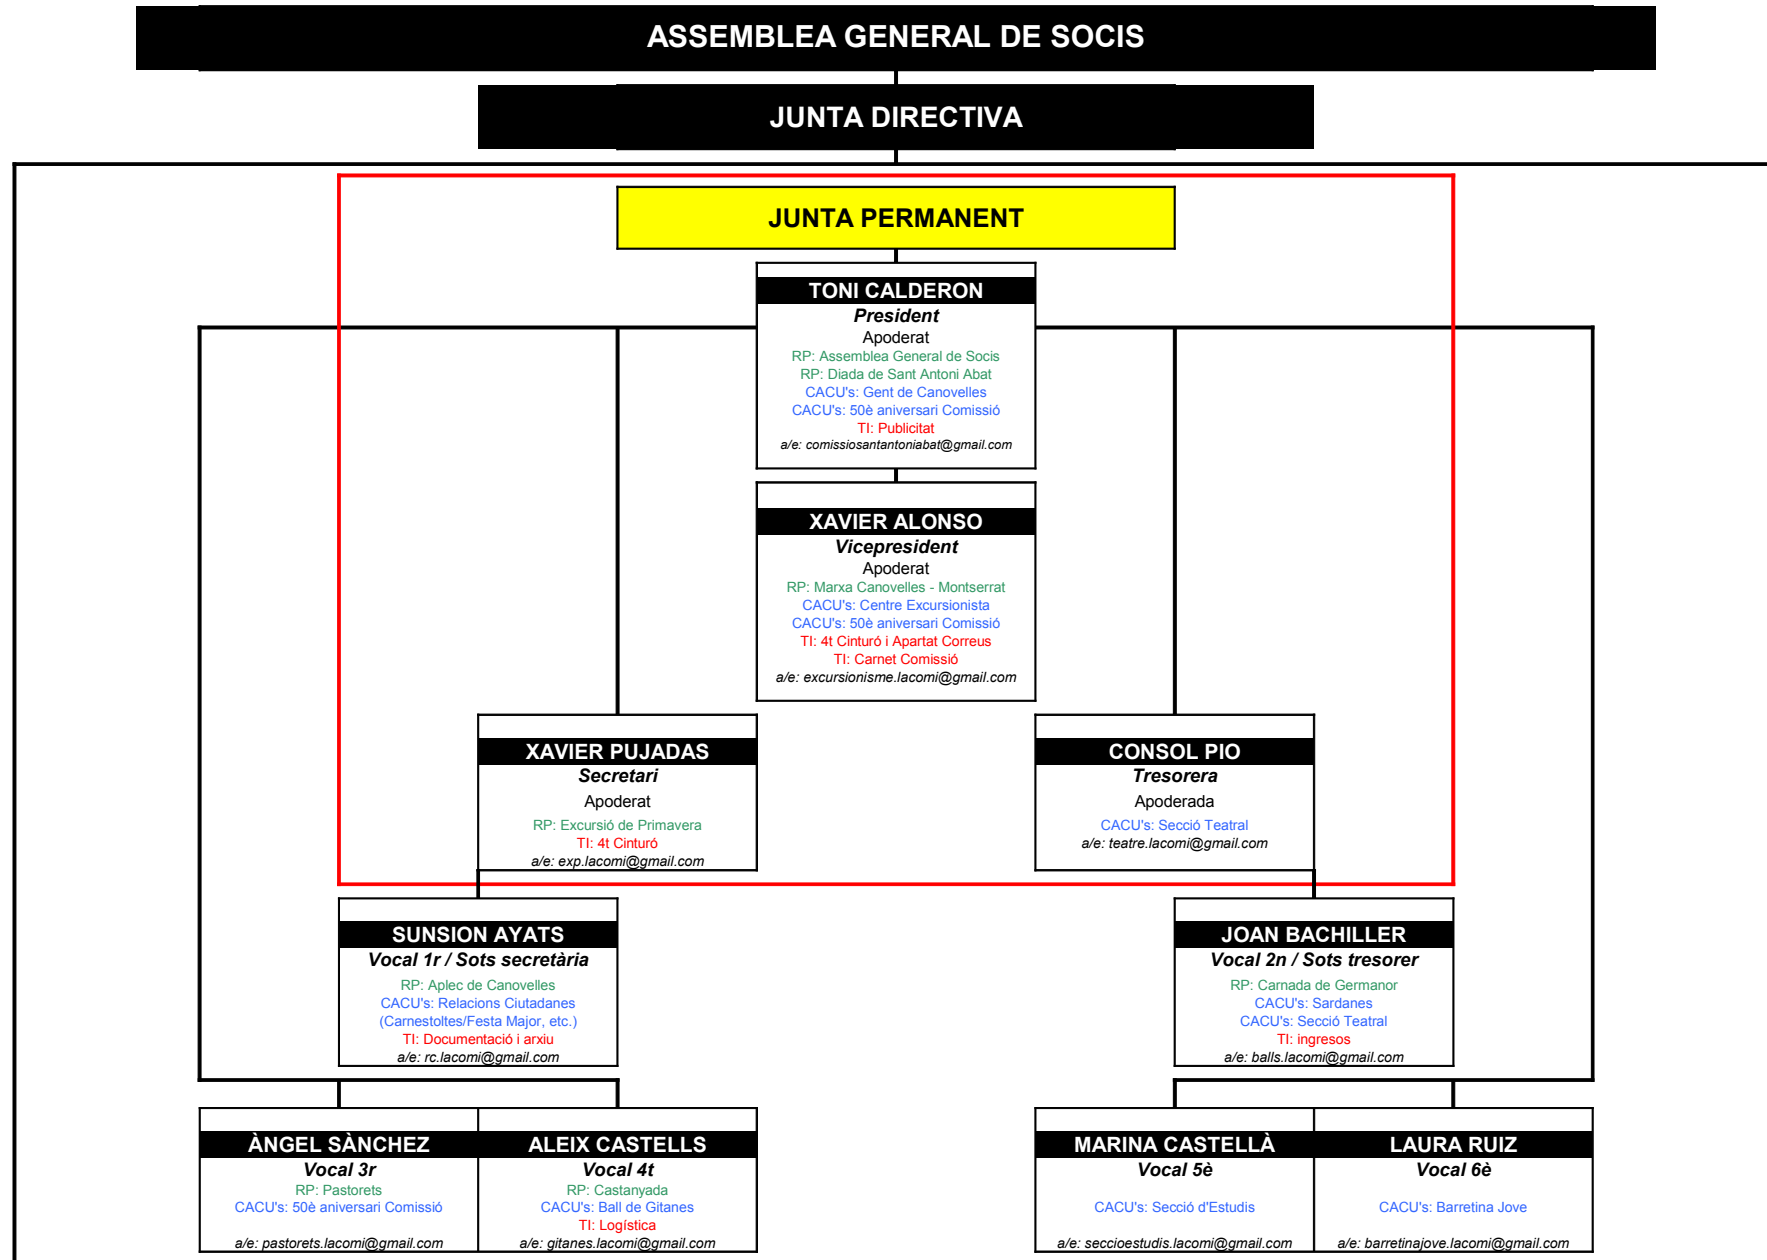 ASSEMBLEA GENERAL DE SOCIS
JUNTA DIRECTIVA
JUNTA PERMANENT
TONI CALDERON
President
Apoderat
RP: Assemblea General de Socis
RP: Diada de Sant Antoni Abat
CACU's: Gent de Canovelles
CACU's: 50è aniversari Comissió
TI: Publicitat
a/e: comissiosantantoniabat@gmail.com
XAVIER ALONSO
Vicepresident
Apoderat
RP: Marxa Canovelles - Montserrat
CACU's: Centre Excursionista
CACU's: 50è aniversari Comissió
TI: 4t Cinturó i Apartat Correus
TI: Carnet Comissió
a/e: excursionisme.lacomi@gmail.com
XAVIER PUJADAS
Secretari
Apoderat
RP: Excursió de Primavera
TI: 4t Cinturó
a/e: exp.lacomi@gmail.com
CONSOL PIO
Tresorera
Apoderada
CACU's: Secció Teatral
a/e: teatre.lacomi@gmail.com
SUNSION AYATS
Vocal 1r / Sots secretària
RP: Aplec de Canovelles
CACU's: Relacions Ciutadanes
(Carnestoltes/Festa Major, etc.)
TI: Documentació i arxiu
a/e: rc.lacomi@gmail.com
JOAN BACHILLER
Vocal 2n / Sots tresorer
RP: Carnada de Germanor
CACU's: Sardanes
CACU's: Secció Teatral
TI: ingresos
a/e: balls.lacomi@gmail.com
ÀNGEL SÀNCHEZ
Vocal 3r
RP: Pastorets
CACU's: 50è aniversari Comissió
a/e: pastorets.lacomi@gmail.com
ALEIX CASTELLS
Vocal 4t
RP: Castanyada
CACU's: Ball de Gitanes
TI: Logística
a/e: gitanes.lacomi@gmail.com
MARINA CASTELLÀ
Vocal 5è
CACU's: Secció d'Estudis
a/e: seccioestudis.lacomi@gmail.com
LAURA RUIZ
Vocal 6è
CACU's: Barretina Jove
a/e: barretinajove.lacomi@gmail.com